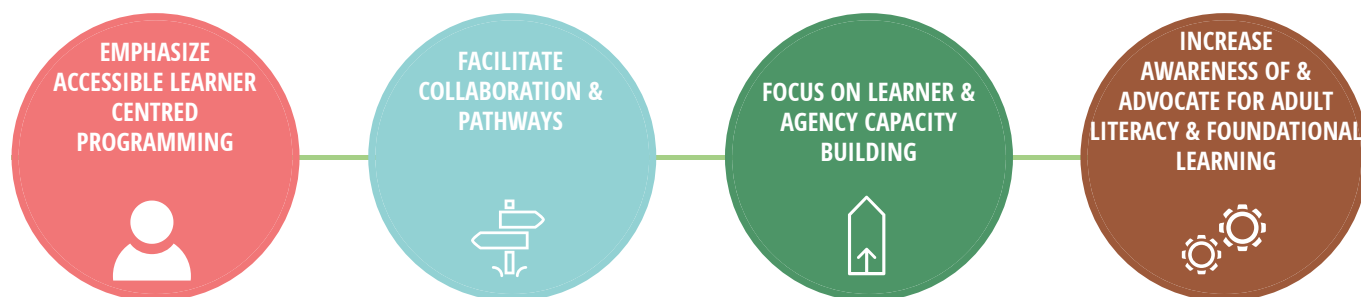 EMPHASIZE
ACCESSIBLE LEARNER
CENTRED
PROGRAMMING
FACILITATE
COLLABORATION &
PATHWAYS
FOCUS ON LEARNER &
AGENCY CAPACITY
BUILDING
INCREASE
AWARENESS OF &
ADVOCATE FOR ADULT
LITERACY & FOUNDATIONAL
LEARNING